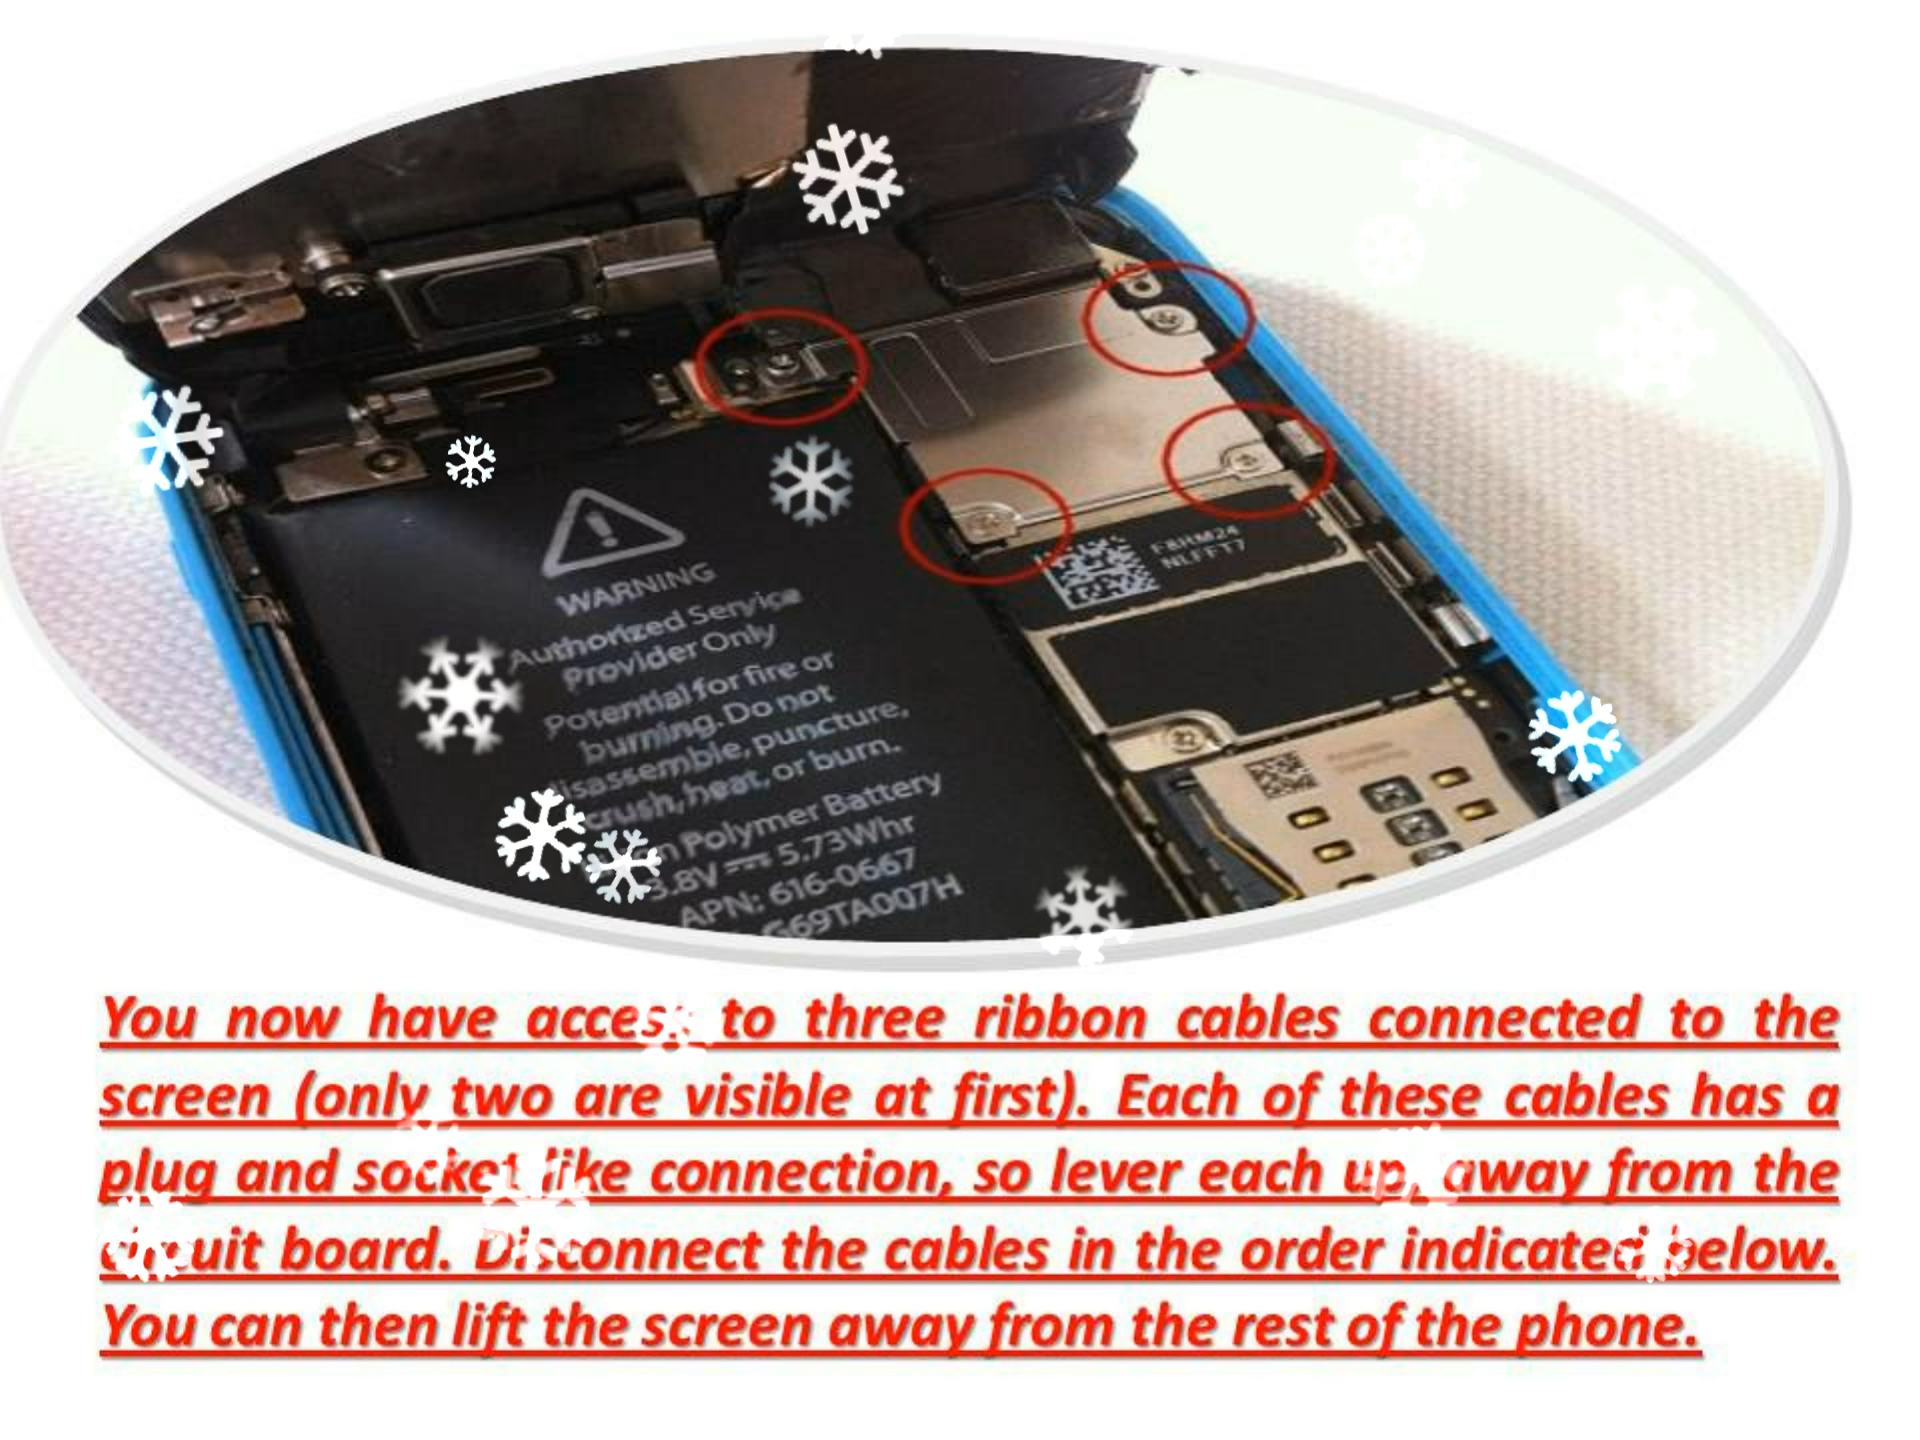 F8HM24
NLFFT7
WARNING
Authorized Service
Provider Only
Potential for fire or
burning. Do not
disassemble, puncture,
crush, heat, or burn.
Polymer Battery
3.8V ⎓ 5.73Whr
APN: 616-0667
G69TA007H
You now have access to three ribbon cables connected to the
screen (only two are visible at first). Each of these cables has a
plug and socket like connection, so lever each up, away from the
circuit board. Disconnect the cables in the order indicated below.
You can then lift the screen away from the rest of the phone.